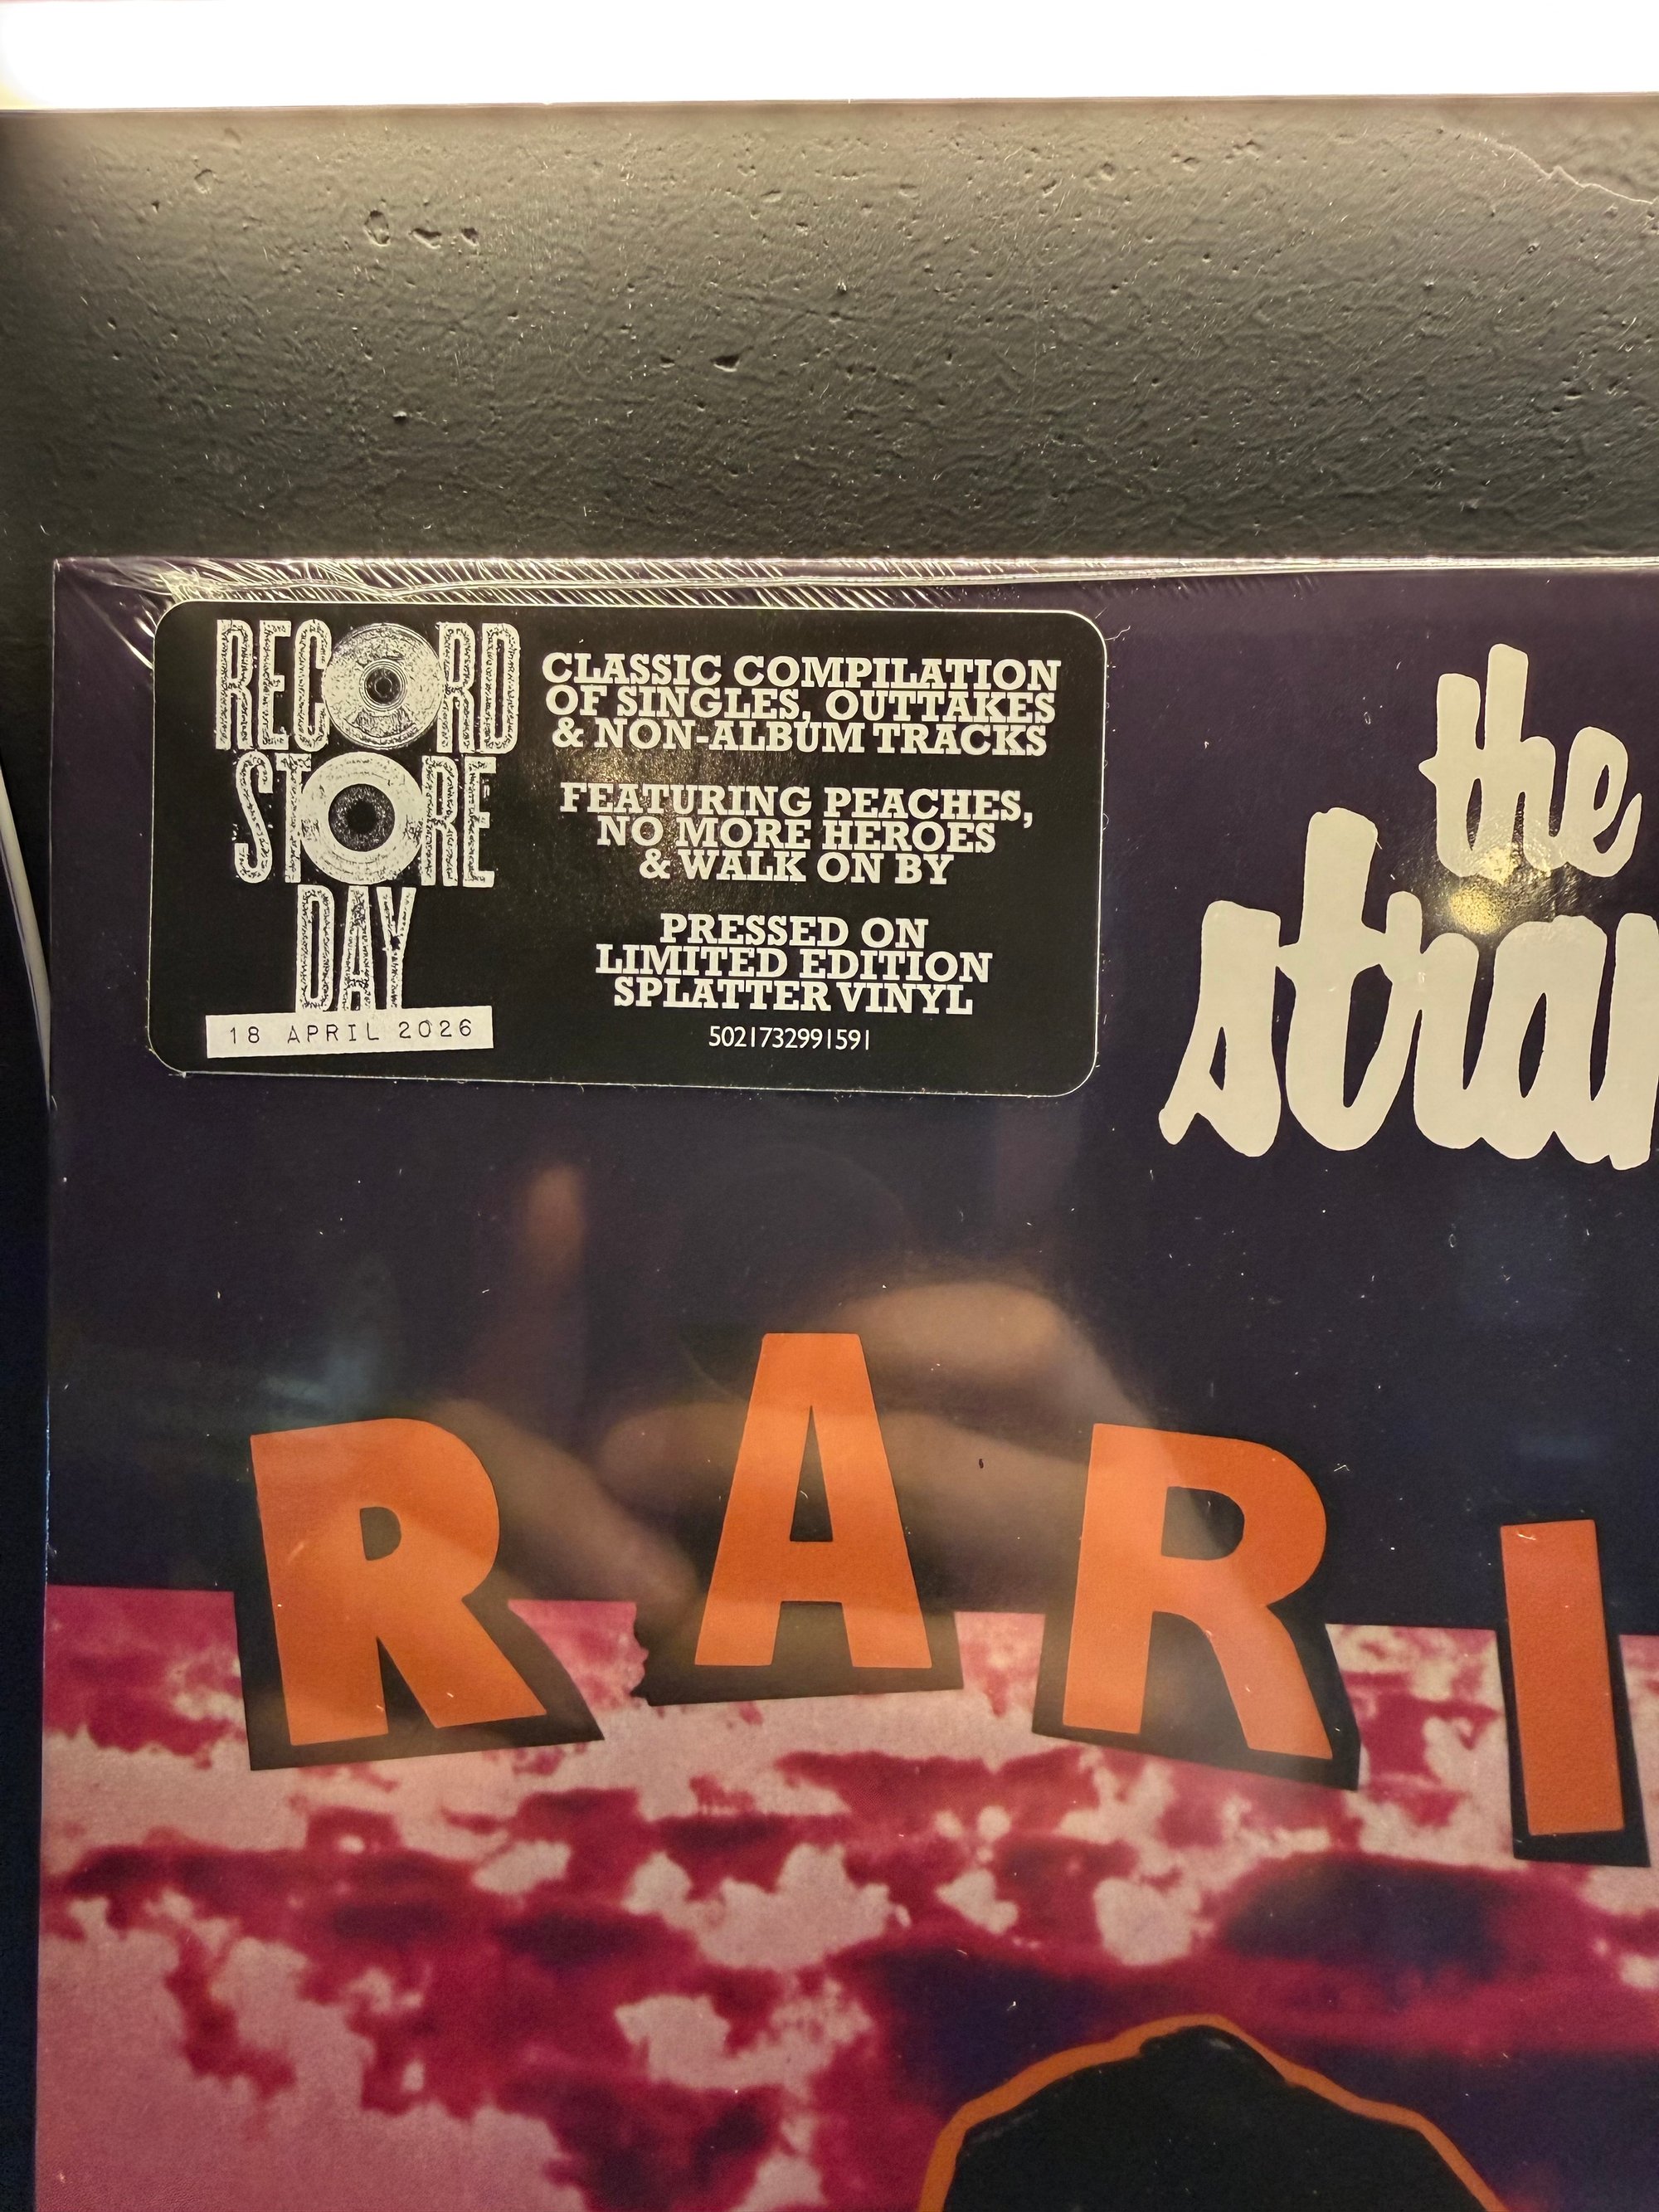 RECORD
STORE
DAY
18 APRIL 2026
CLASSIC COMPILATION
OF SINGLES, OUTTAKES
& NON-ALBUM TRACKS
FEATURING PEACHES,
NO MORE HEROES
& WALK ON BY
PRESSED ON
LIMITED EDITION
SPLATTER VINYL
5021732991591
the
stran
RARI